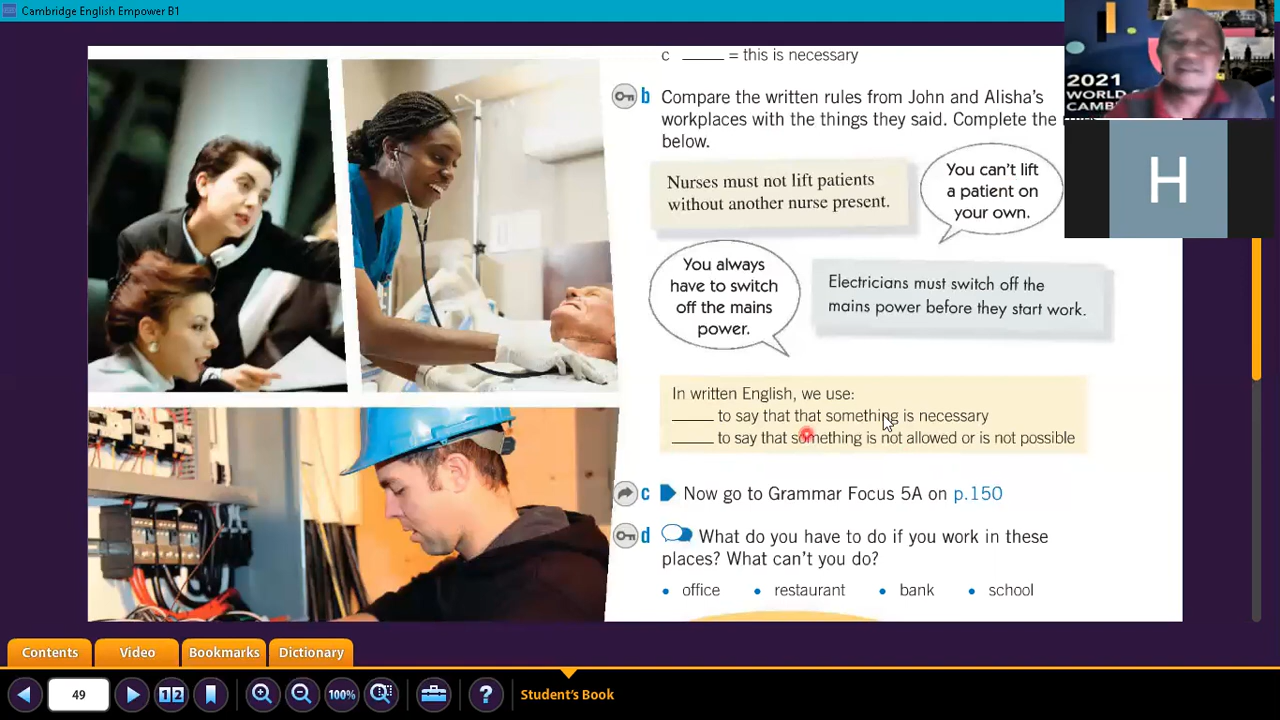 Cambridge English Empower B1
c _____ = this is necessary
b Compare the written rules from John and Alisha's
workplaces with the things they said. Complete the
below.
Nurses must not lift patients
without another nurse present.
You can't lift
a patient on
your own.
You always
have to switch
off the mains
power.
Electricians must switch off the
mains power before they start work.
In written English, we use:
_____ to say that that something is necessary
_____ to say that something is not allowed or is not possible
c Now go to Grammar Focus 5A on p.150
d What do you have to do if you work in these
places? What can't you do?
• office • restaurant • bank • school
2021
WORLD
CAMB
H
Contents Video Bookmarks Dictionary
49 12 100% ? Student's Book